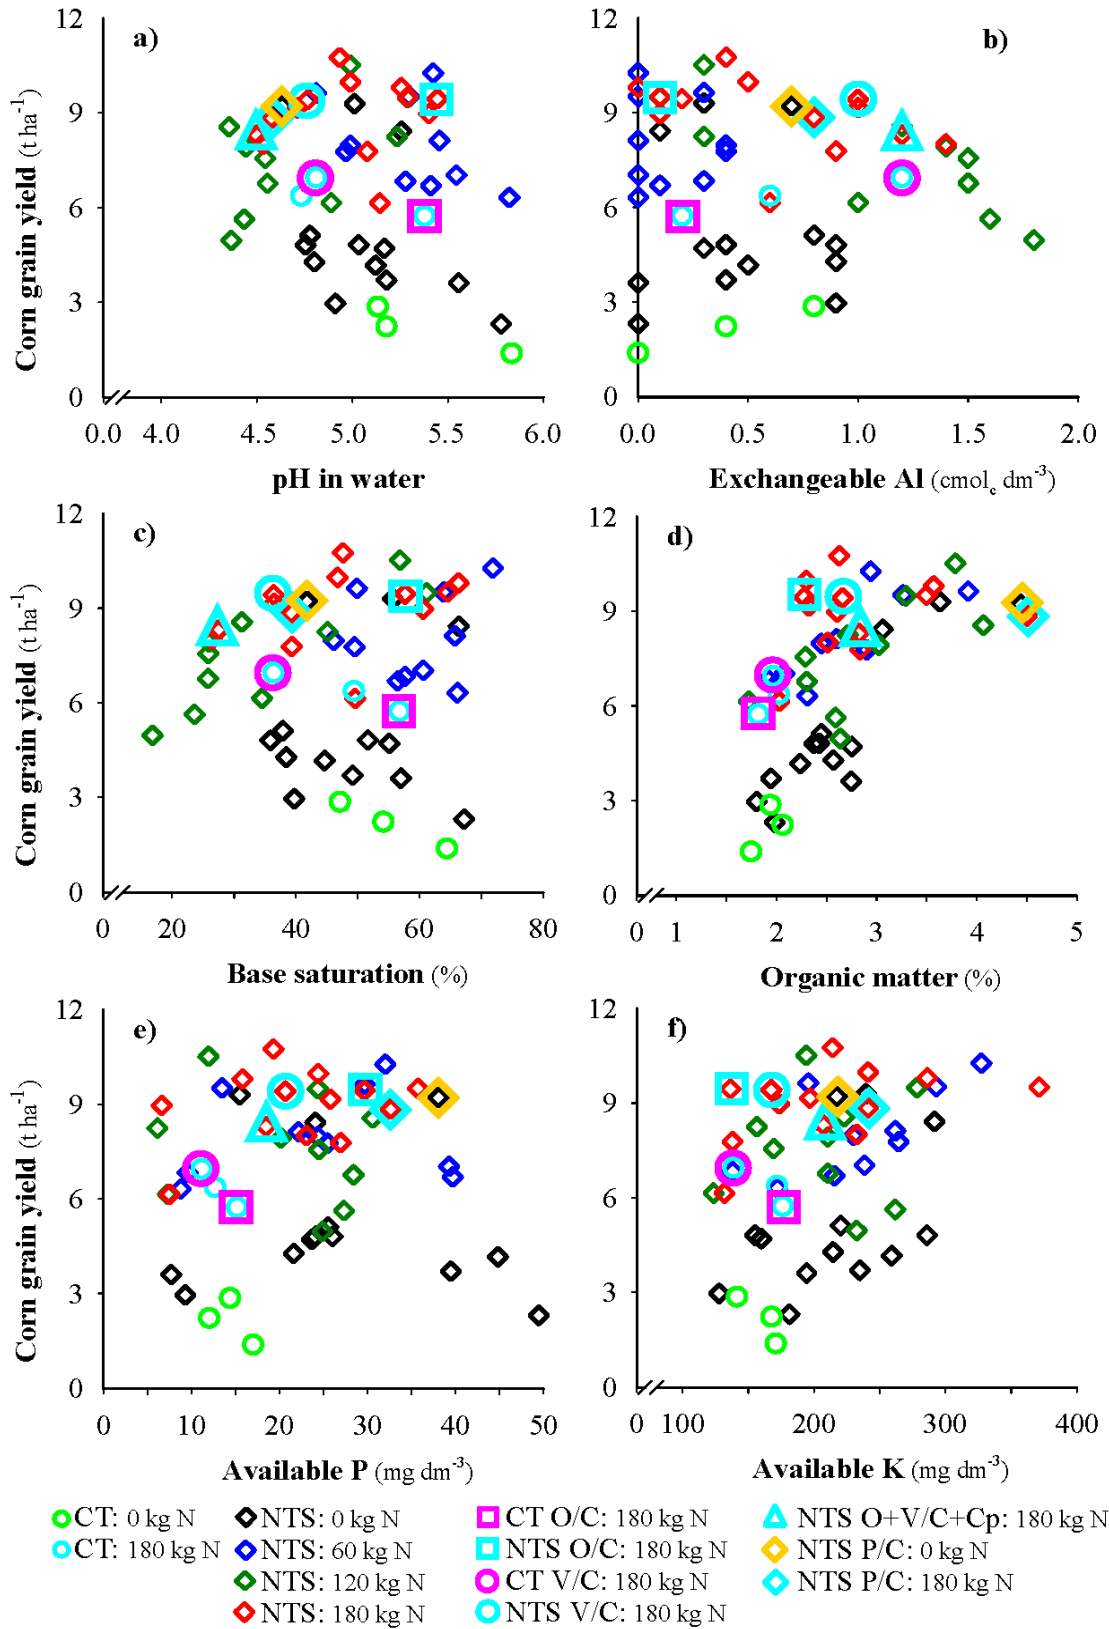 a)
b)
Corn grain yield (t ha-1)
12
9
6
3
0
0.0 4.0 4.5 5.0 5.5 6.0
0.0 0.5 1.0 1.5 2.0
pH in water
Exchangeable Al (cmolc dm-3)
c)
d)
Corn grain yield (t ha-1)
12
9
6
3
0
12
9
6
3
0
0 20 40 60 80
0 1 2 3 4 5
Base saturation (%)
Organic matter (%)
e)
f)
Corn grain yield (t ha-1)
12
9
6
3
0
12
9
6
3
0
0 10 20 30 40 50
0 100 200 300 400
Available P (mg dm-3)
Available K (mg dm-3)
CT: 0 kg N
CT: 180 kg N
NTS: 0 kg N
NTS: 60 kg N
NTS: 120 kg N
NTS: 180 kg N
CT O/C: 180 kg N
NTS O/C: 180 kg N
CT V/C: 180 kg N
NTS V/C: 180 kg N
NTS O+V/C+Cp: 180 kg N
NTS P/C: 0 kg N
NTS P/C: 180 kg N